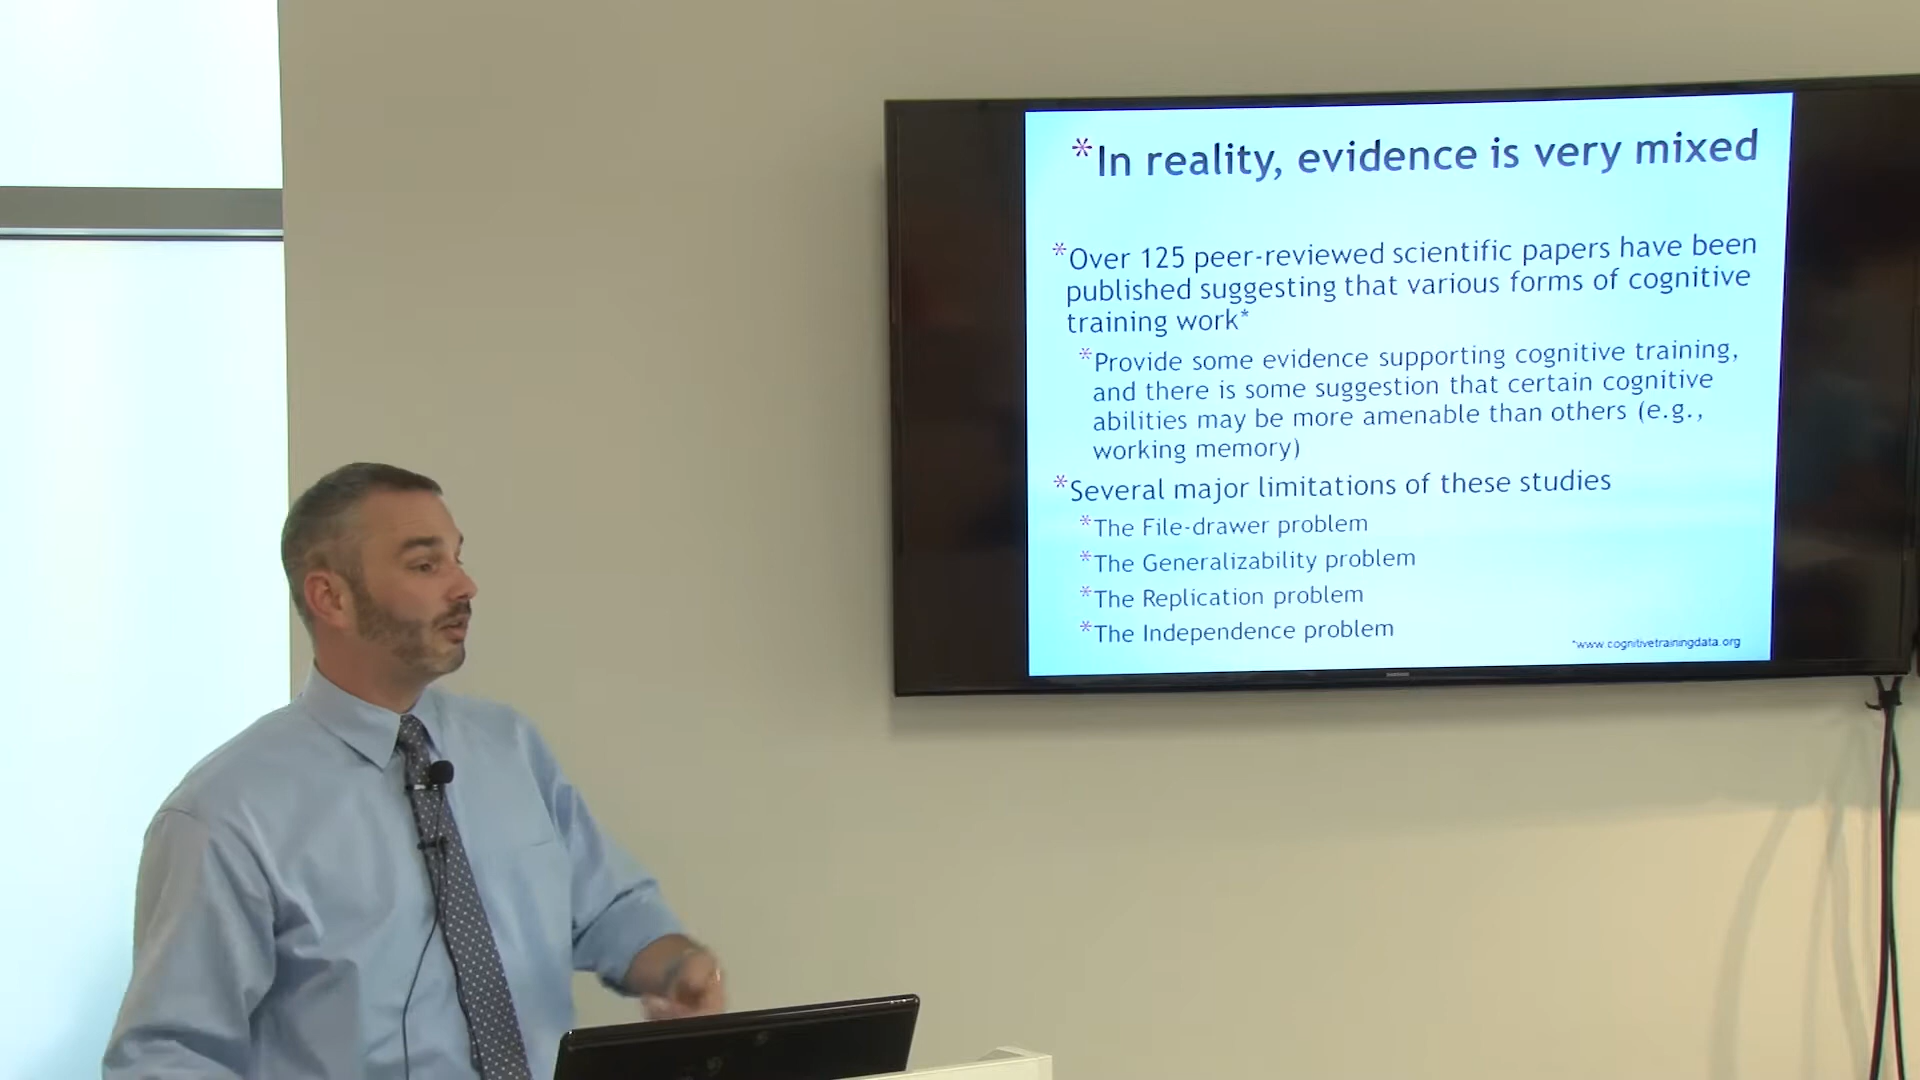 *In reality, evidence is very mixed
*Over 125 peer-reviewed scientific papers have been
published suggesting that various forms of cognitive
training work*
*Provide some evidence supporting cognitive training,
and there is some suggestion that certain cognitive
abilities may be more amenable than others (e.g.,
working memory)
*Several major limitations of these studies
*The File-drawer problem
*The Generalizability problem
*The Replication problem
*The Independence problem
*www.cognitivetrainingdata.org